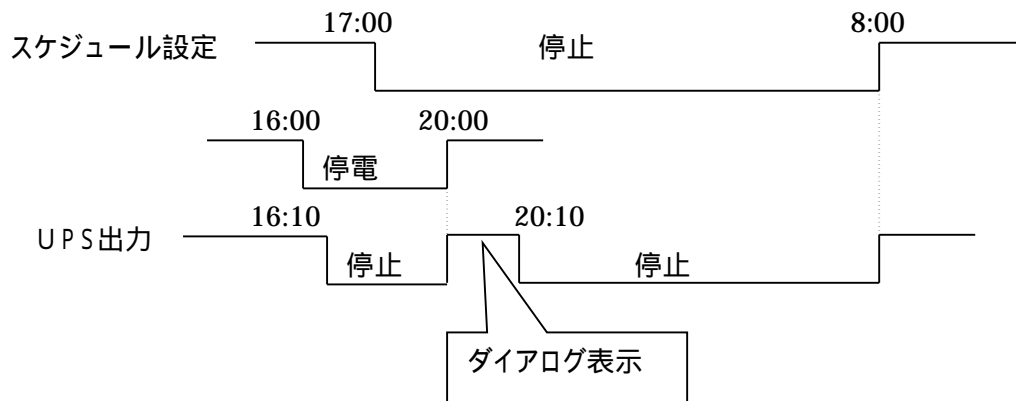 17:00
8:00
スケジュール設定
停止
16:00
20:00
停電
16:10
20:10
UPS出力
停止
停止
ダイアログ表示